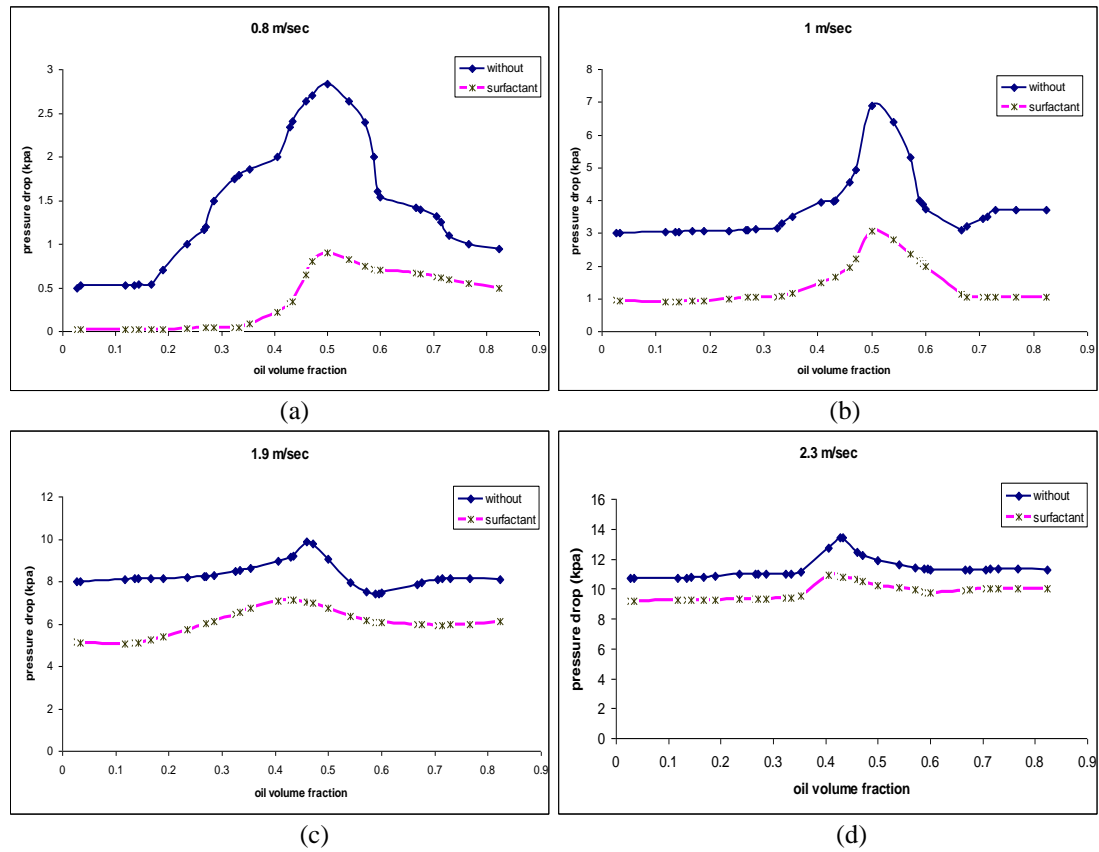 0.8 m/sec
without
surfactant
pressure drop (kpa)
3
2.5
2
1.5
1
0.5
0
0 0.1 0.2 0.3 0.4 0.5 0.6 0.7 0.8 0.9
oil volume fraction
(a)
1 m/sec
without
surfactant
pressure drop (kpa)
8
7
6
5
4
3
2
1
0
0 0.1 0.2 0.3 0.4 0.5 0.6 0.7 0.8 0.9
oil volume fraction
(b)
1.9 m/sec
without
surfactant
pressure drop (kpa)
12
10
8
6
4
2
0
0 0.1 0.2 0.3 0.4 0.5 0.6 0.7 0.8 0.9
oil volume fraction
(c)
2.3 m/sec
without
surfactant
pressure drop (kpa)
16
14
12
10
8
6
4
2
0
0 0.1 0.2 0.3 0.4 0.5 0.6 0.7 0.8 0.9
oil volume fraction
(d)